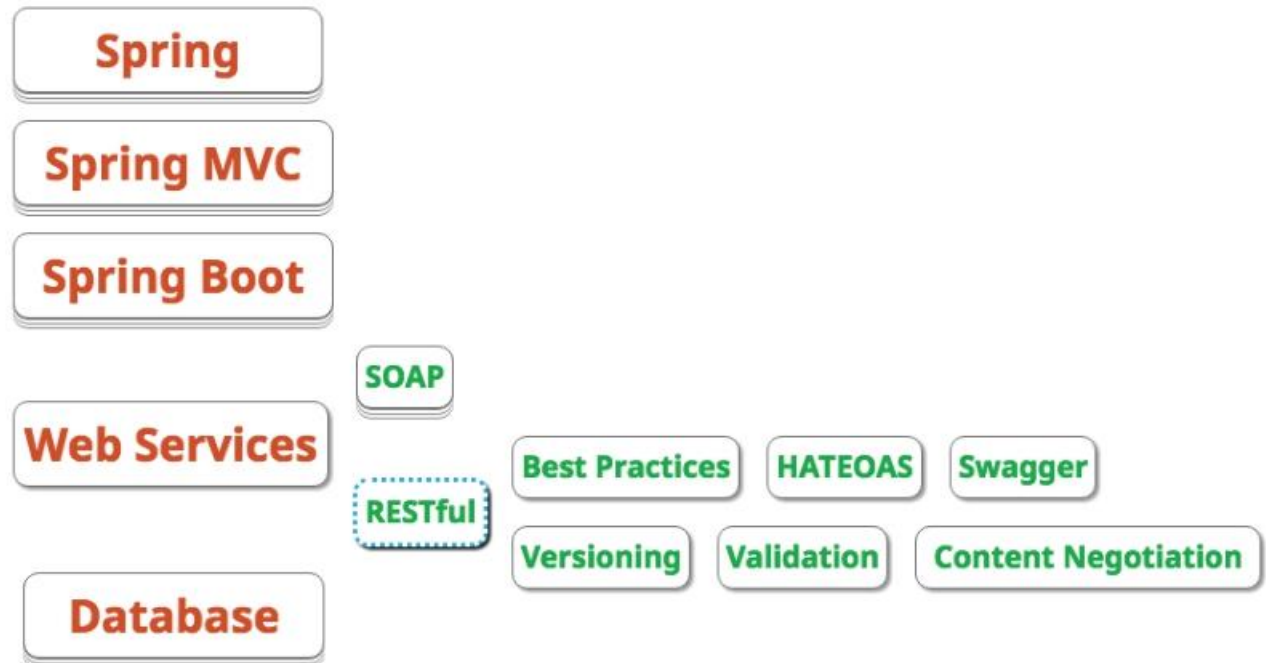 Spring
Spring MVC
Spring Boot
Web Services
SOAP
RESTful
Best Practices
HATEOAS
Swagger
Versioning
Validation
Content Negotiation
Database